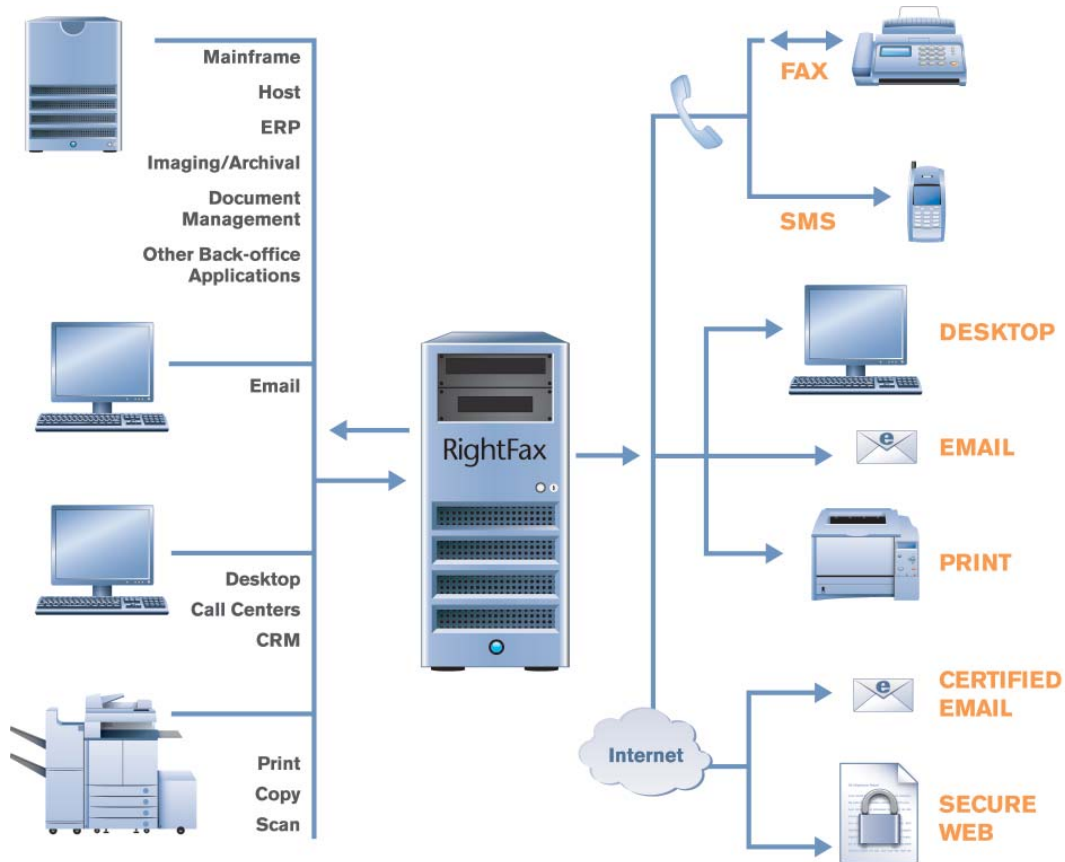 Mainframe
Host
ERP
Imaging/Archival
Document
Management
Other Back-office
Applications
Email
Desktop
Call Centers
CRM
Print
Copy
Scan
RightFax
FAX
SMS
DESKTOP
e
EMAIL
PRINT
Internet
e
CERTIFIED
EMAIL
SECURE
WEB